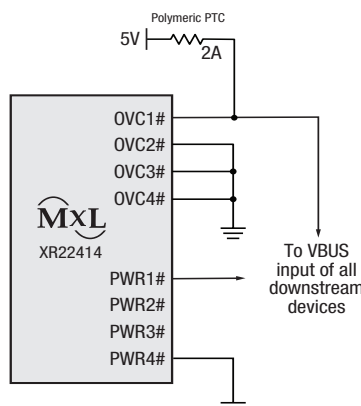 Polymeric PTC
5V
2A
OVC1#
OVC2#
OVC3#
OVC4#
MxL
XR22414
PWR1#
PWR2#
PWR3#
PWR4#
To VBUS
input of all
downstream
devices